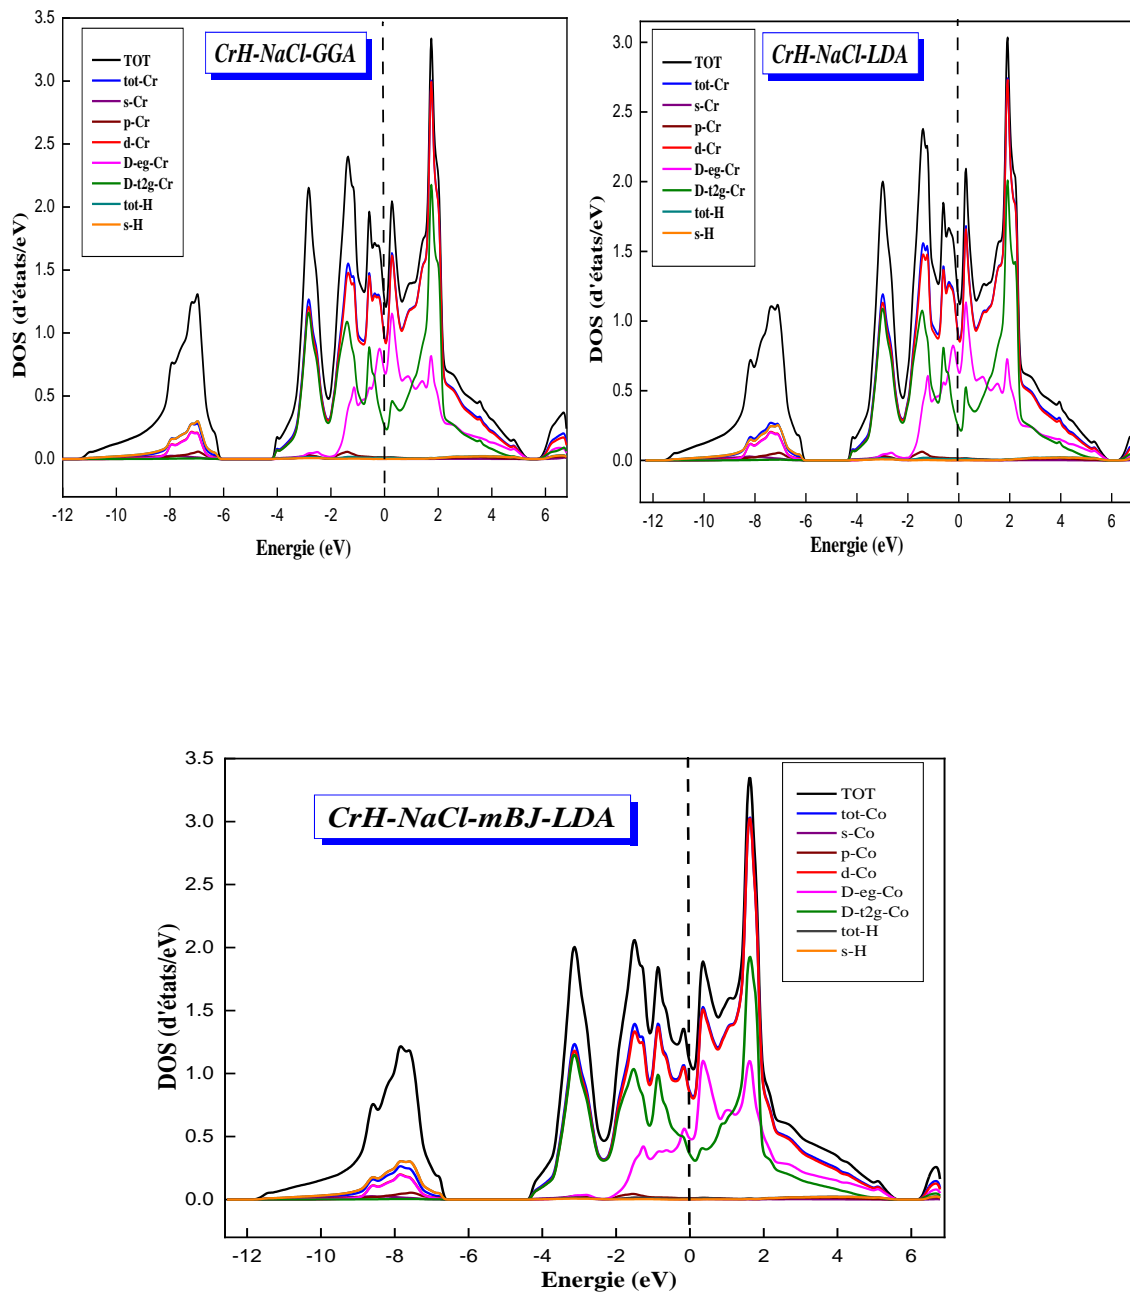 CrH-NaCl-GGA
TOT
tot-Cr
s-Cr
p-Cr
d-Cr
D-eg-Cr
D-t2g-Cr
tot-H
s-H
DOS (d'états/eV)
3.5
3.0
2.5
2.0
1.5
1.0
0.5
0.0
-12 -10 -8 -6 -4 -2 0 2 4 6
Energie (eV)
CrH-NaCl-LDA
TOT
tot-Cr
s-Cr
p-Cr
d-Cr
D-eg-Cr
D-t2g-Cr
tot-H
s-H
DOS (d'états/eV)
3.0
2.5
2.0
1.5
1.0
0.5
0.0
-12 -10 -8 -6 -4 -2 0 2 4 6
Energie (eV)
CrH-NaCl-mBJ-LDA
TOT
tot-Co
s-Co
p-Co
d-Co
D-eg-Co
D-t2g-Co
tot-H
s-H
DOS (d'états/eV)
3.5
3.0
2.5
2.0
1.5
1.0
0.5
0.0
-12 -10 -8 -6 -4 -2 0 2 4 6
Energie (eV)